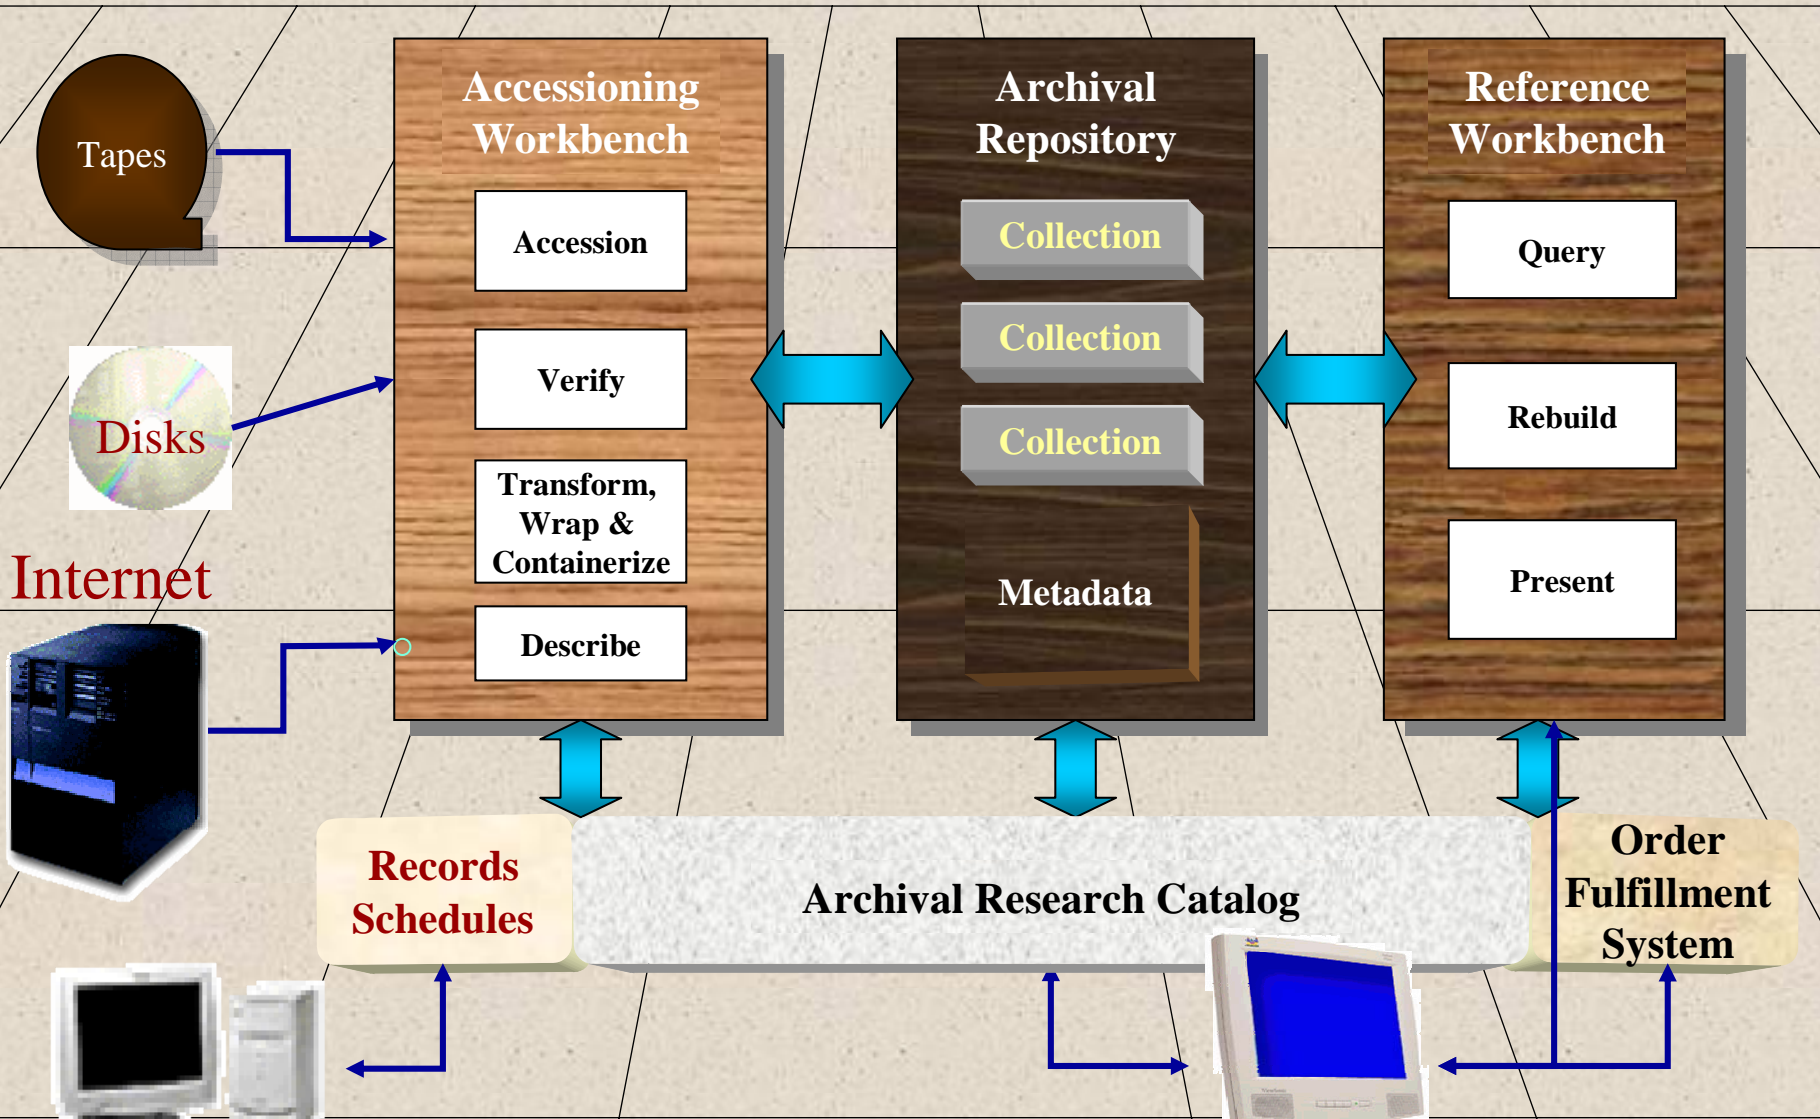 Tapes
Disks
Internet
Accessioning
Workbench
Accession
Verify
Transform,
Wrap &
Containerize
Describe
Archival
Repository
Collection
Collection
Collection
Metadata
Reference
Workbench
Query
Rebuild
Present
Records
Schedules
Archival Research Catalog
Order
Fulfillment
System